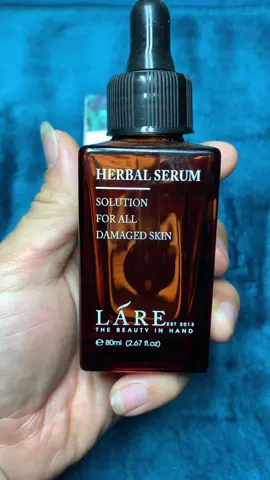 HERBAL SERUM
SOLUTION
FOR ALL
DAMAGED SKIN
LÁRE EST 2013
THE BEAUTY IN HAND
℮ 80ml (2.67 fl.oz)